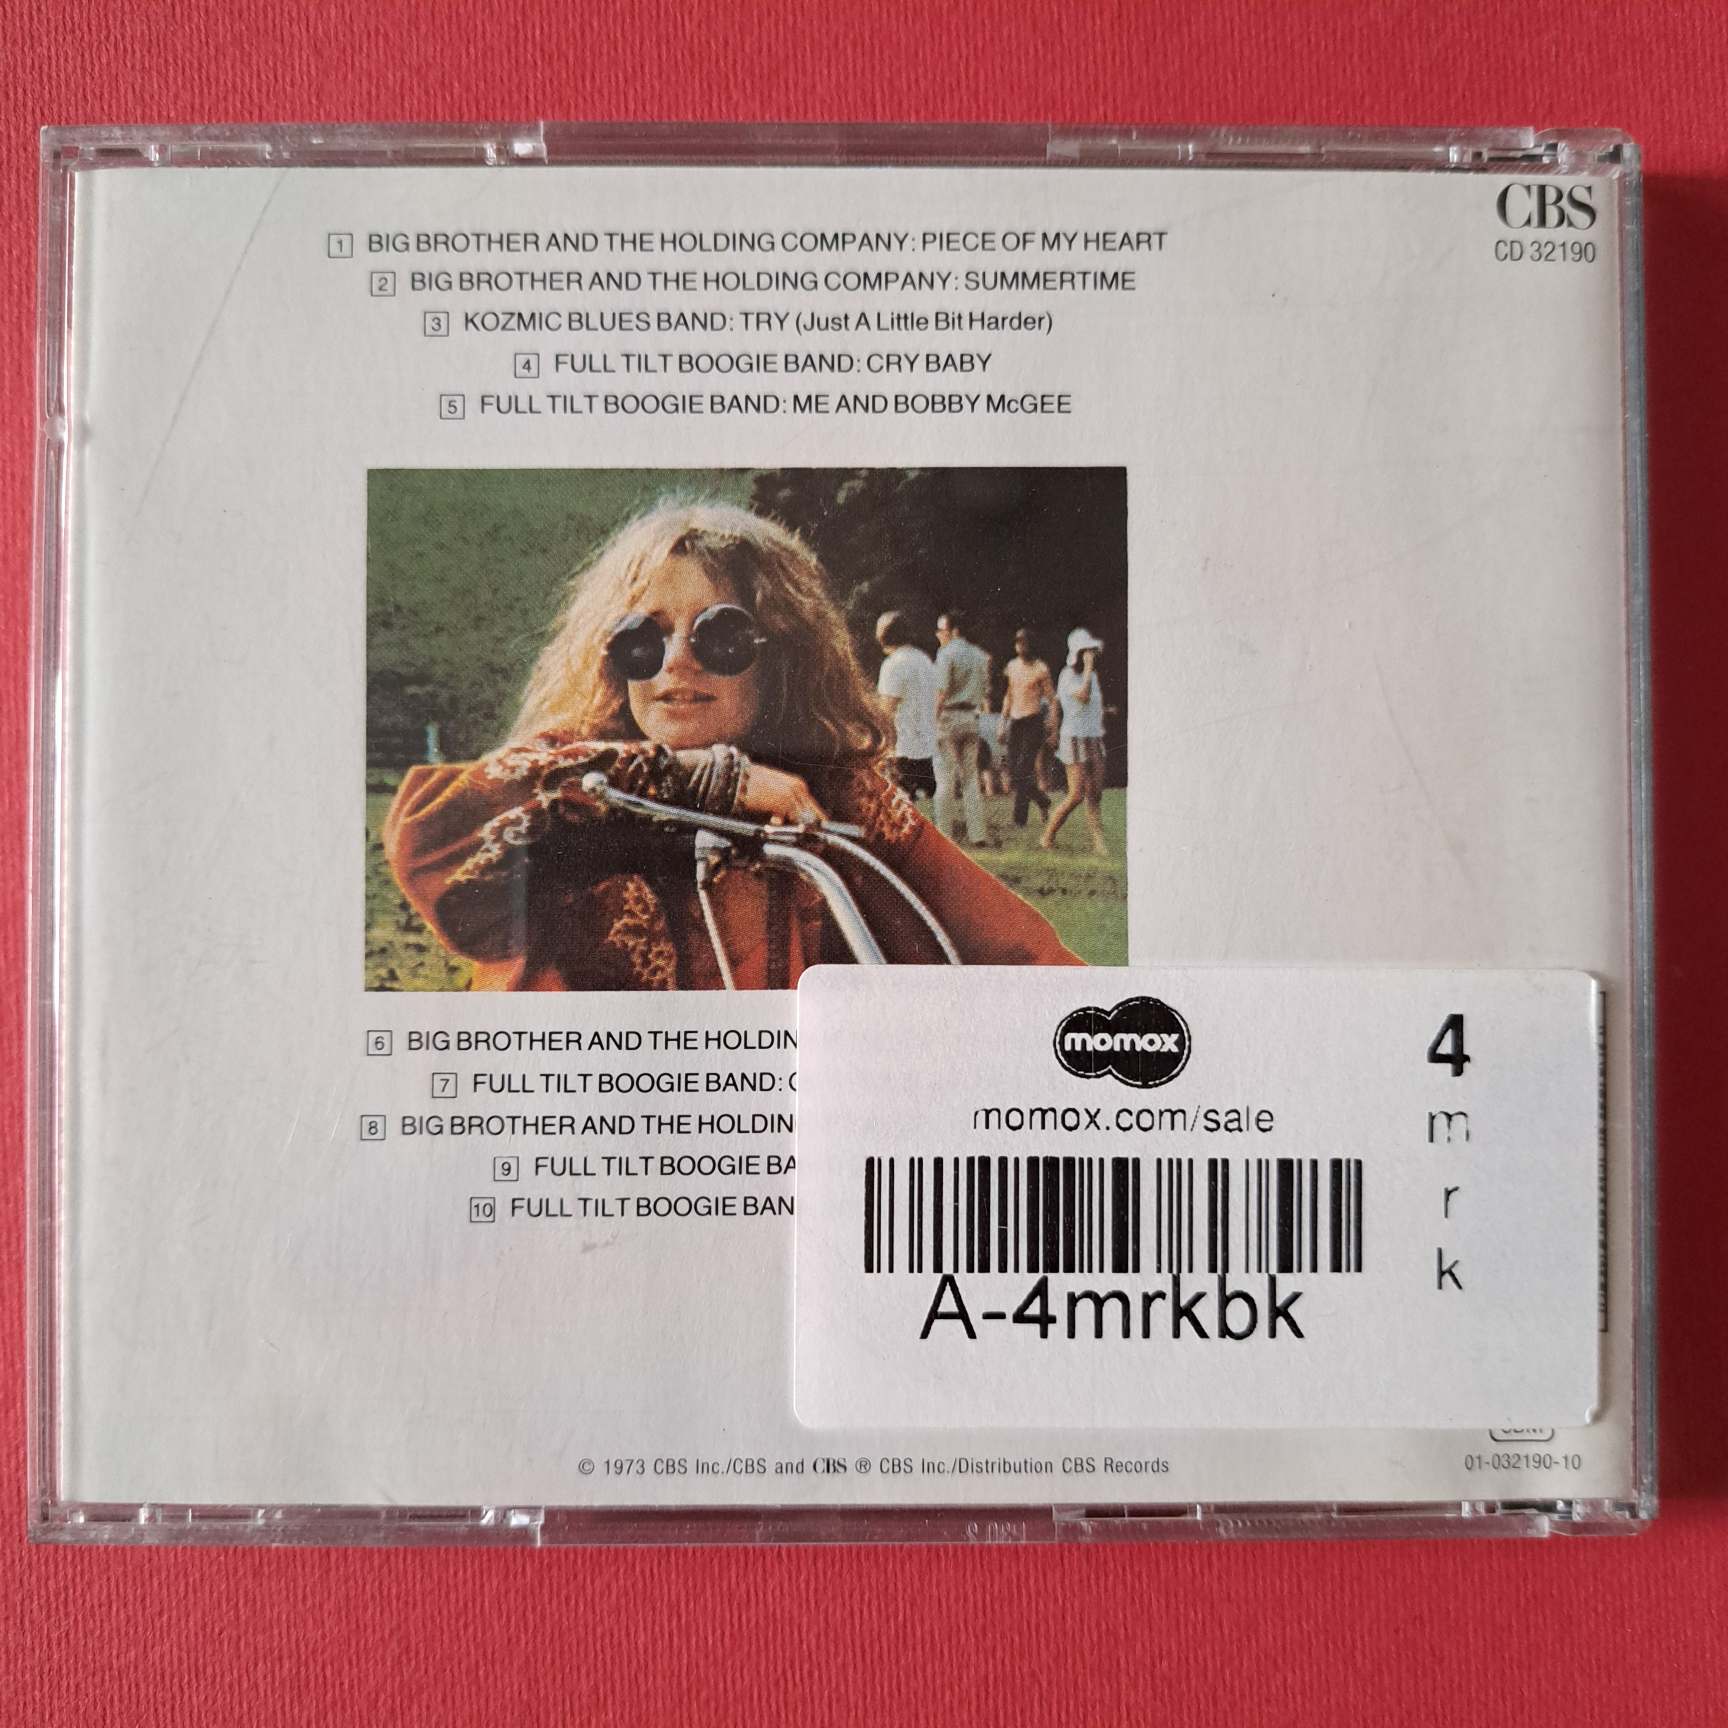 CBS
CD 32190
1 BIG BROTHER AND THE HOLDING COMPANY: PIECE OF MY HEART
2 BIG BROTHER AND THE HOLDING COMPANY: SUMMERTIME
3 KOZMIC BLUES BAND: TRY (Just A Little Bit Harder)
4 FULL TILT BOOGIE BAND: CRY BABY
5 FULL TILT BOOGIE BAND: ME AND BOBBY McGEE
6 BIG BROTHER AND THE HOLDIN
7 FULL TILT BOOGIE BAND:
8 BIG BROTHER AND THE HOLDIN
9 FULL TILT BOOGIE BA
10 FULL TILT BOOGIE BAN
momox
momox.com/sale
A-4mrkbk
4
m
r
k
© 1973 CBS Inc./CBS and CBS ® CBS Inc./Distribution CBS Records
01-032190-10